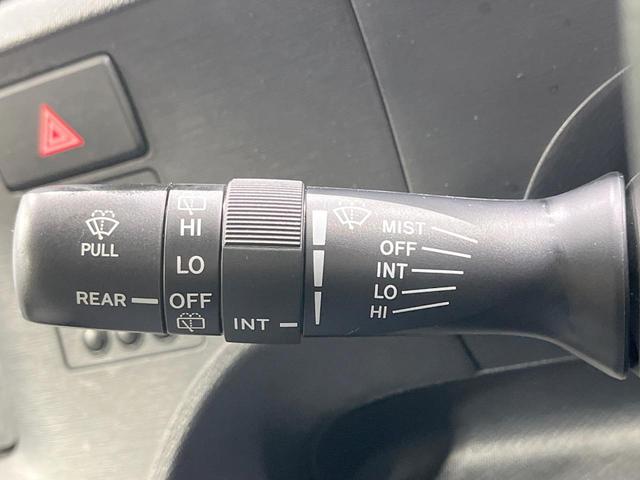 PULL
REAR
HI
LO
OFF
INT
MIST
OFF
INT
LO
HI